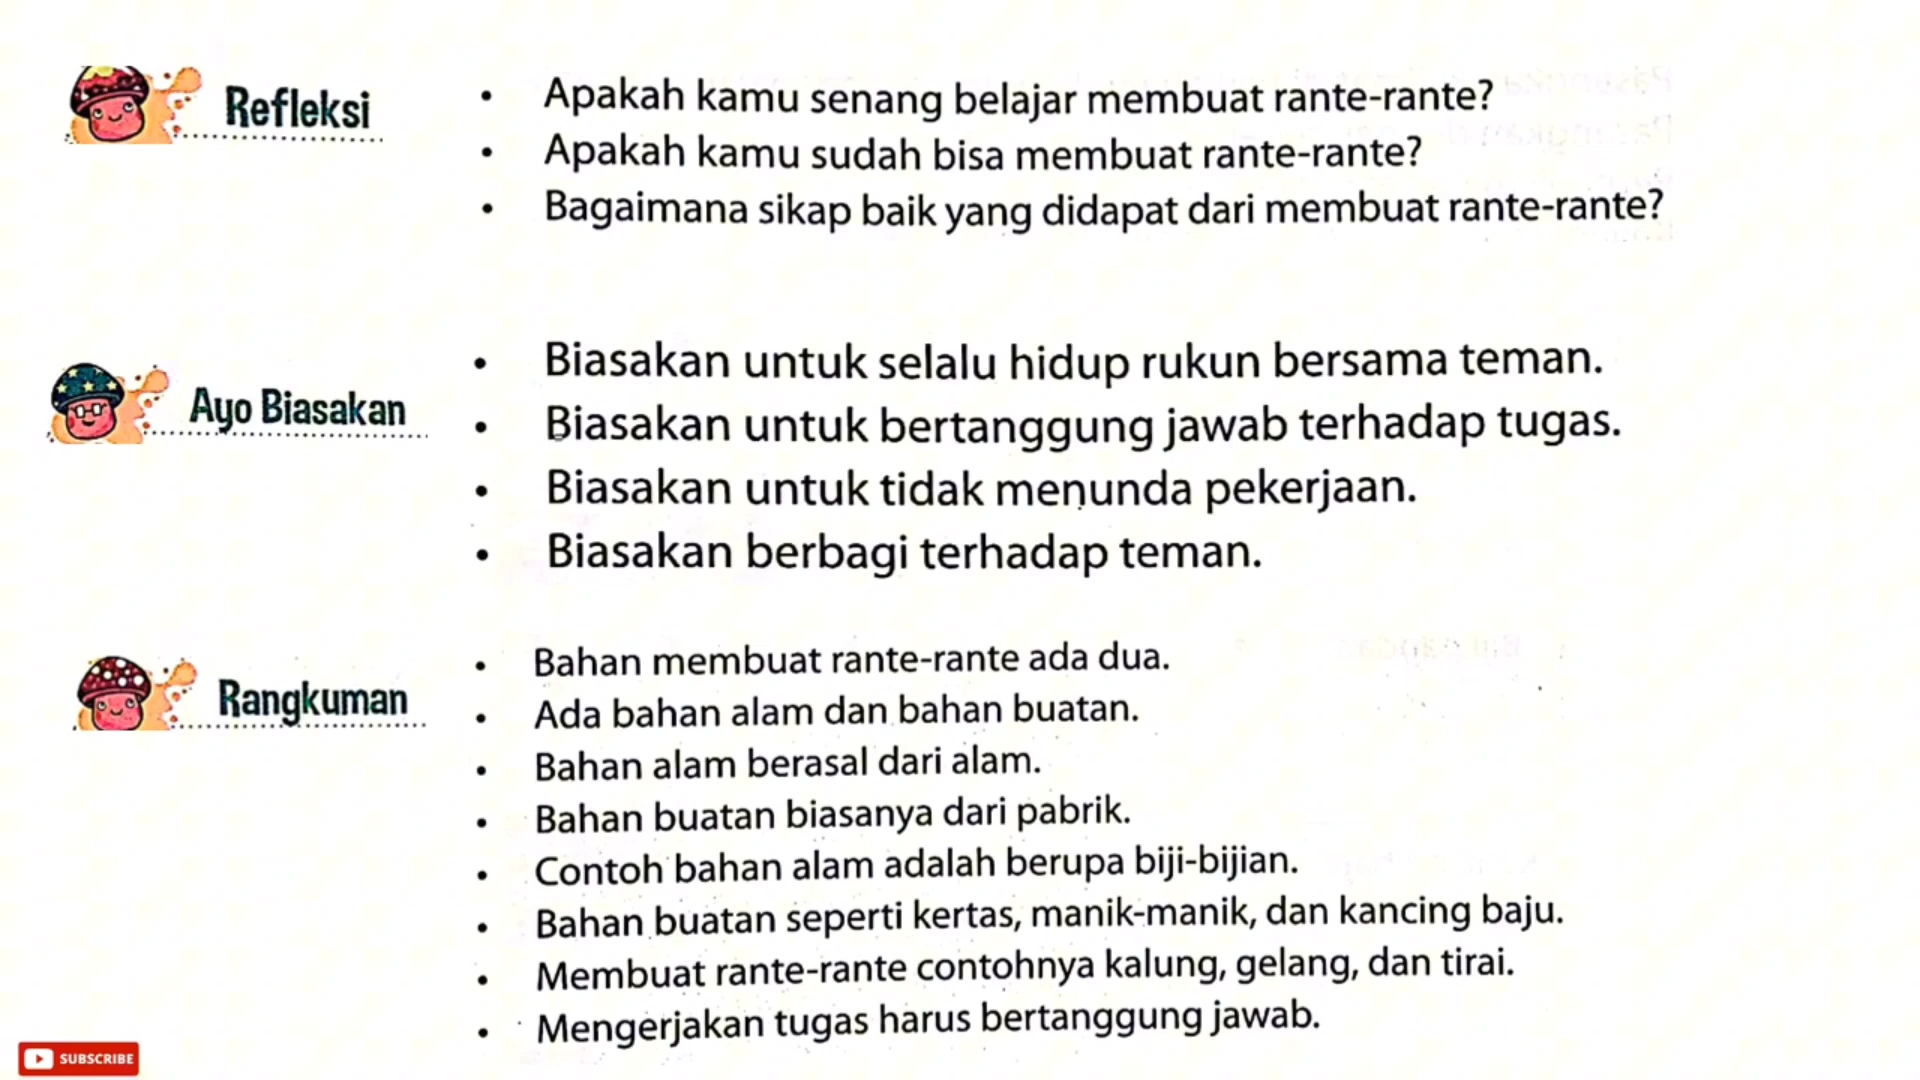 Refleksi
• Apakah kamu senang belajar membuat rante-rante?
• Apakah kamu sudah bisa membuat rante-rante?
• Bagaimana sikap baik yang didapat dari membuat rante-rante?
Ayo Biasakan
• Biasakan untuk selalu hidup rukun bersama teman.
• Biasakan untuk bertanggung jawab terhadap tugas.
• Biasakan untuk tidak menunda pekerjaan.
• Biasakan berbagi terhadap teman.
Rangkuman
• Bahan membuat rante-rante ada dua.
• Ada bahan alam dan bahan buatan.
• Bahan alam berasal dari alam.
• Bahan buatan biasanya dari pabrik.
• Contoh bahan alam adalah berupa biji-bijian.
• Bahan buatan seperti kertas, manik-manik, dan kancing baju.
• Membuat rante-rante contohnya kalung, gelang, dan tirai.
• Mengerjakan tugas harus bertanggung jawab.
SUBSCRIBE